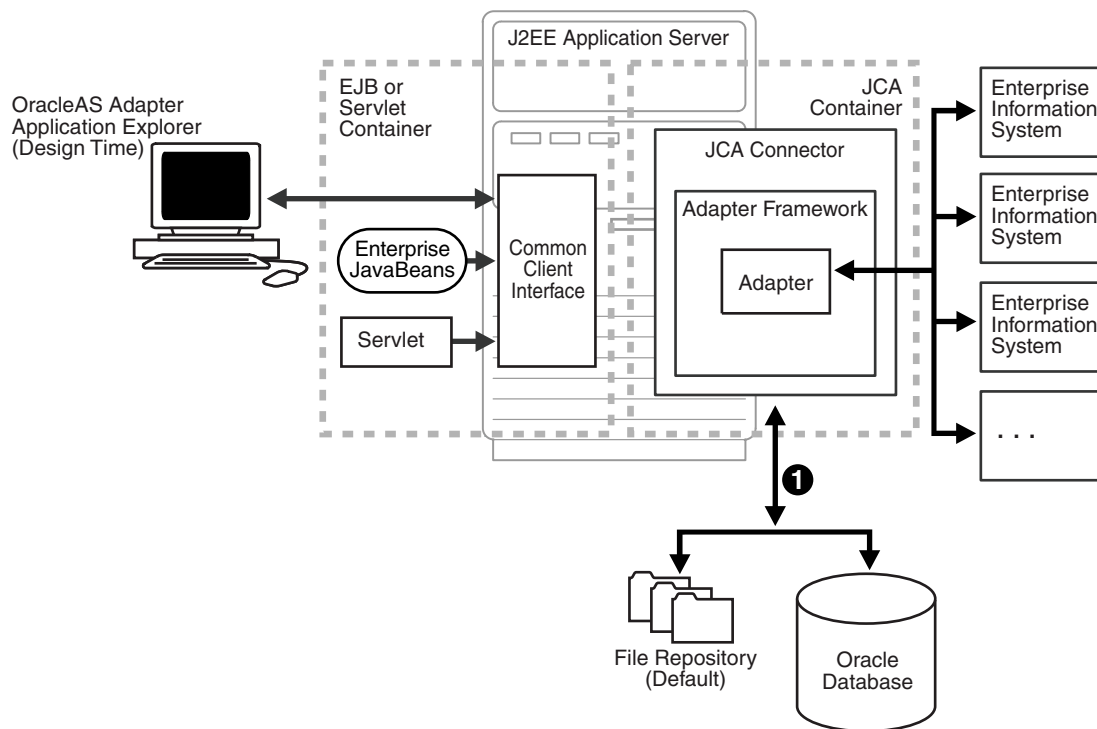 J2EE Application Server
EJB or
Servlet
Container
JCA
Container
OracleAS Adapter
Application Explorer
(Design Time)
JCA Connector
Adapter Framework
Adapter
Enterprise
JavaBeans
Servlet
Common
Client
Interface
Enterprise
Information
System
Enterprise
Information
System
Enterprise
Information
System
. . .
1
File Repository
(Default)
Oracle
Database